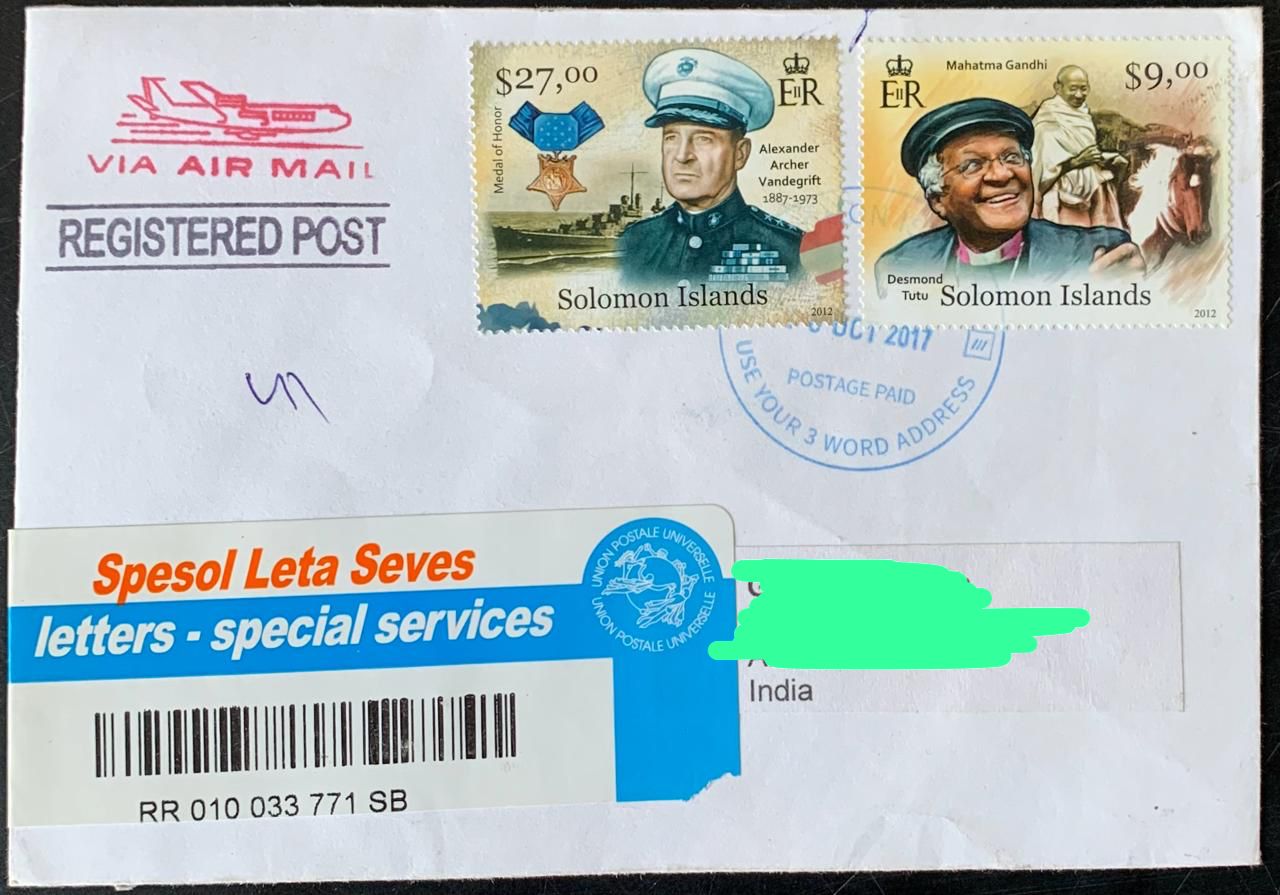 VIA AIR MAIL
REGISTERED POST
$27,00
EIIR
Medal of Honor
Alexander
Archer
Vandegrift
1887-1973
Solomon Islands
2012
EIIR
Mahatma Gandhi
$9,00
Desmond
Tutu
Solomon Islands
2012
OCT 2017
POSTAGE PAID
USE YOUR 3 WORD ADDRESS
Spesol Leta Seves
letters - special services
UNION POSTALE UNIVERSELLE
UNION POSTALE UNIVERSELLE
RR 010 033 771 SB
India